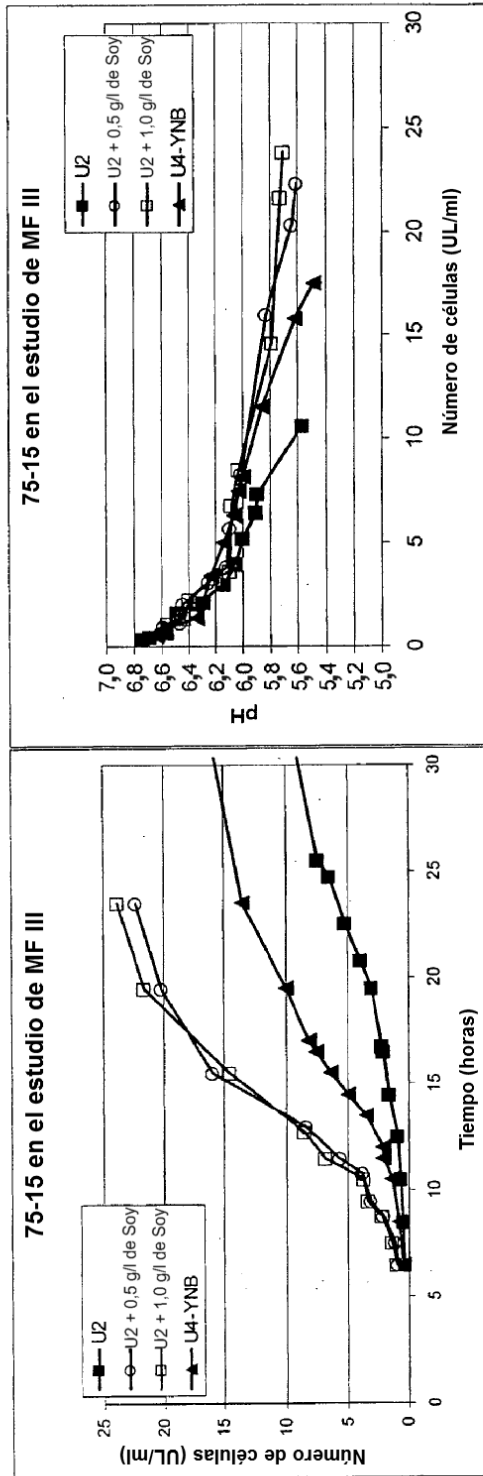 75-15 en el estudio de MF III
U2
U2 + 0,5 g/l de Soy
U2 + 1,0 g/l de Soy
U4-YNB
Número de células (UL/ml)
25
20
15
10
5
0
0
5
10
15
20
25
30
Tiempo (horas)
75-15 en el estudio de MF III
U2
U2 + 0,5 g/l de Soy
U2 + 1,0 g/l de Soy
U4-YNB
pH
7,0
6,8
6,6
6,4
6,2
6,0
5,8
5,6
5,4
5,2
5,0
0
5
10
15
20
25
30
Número de células (UL/ml)